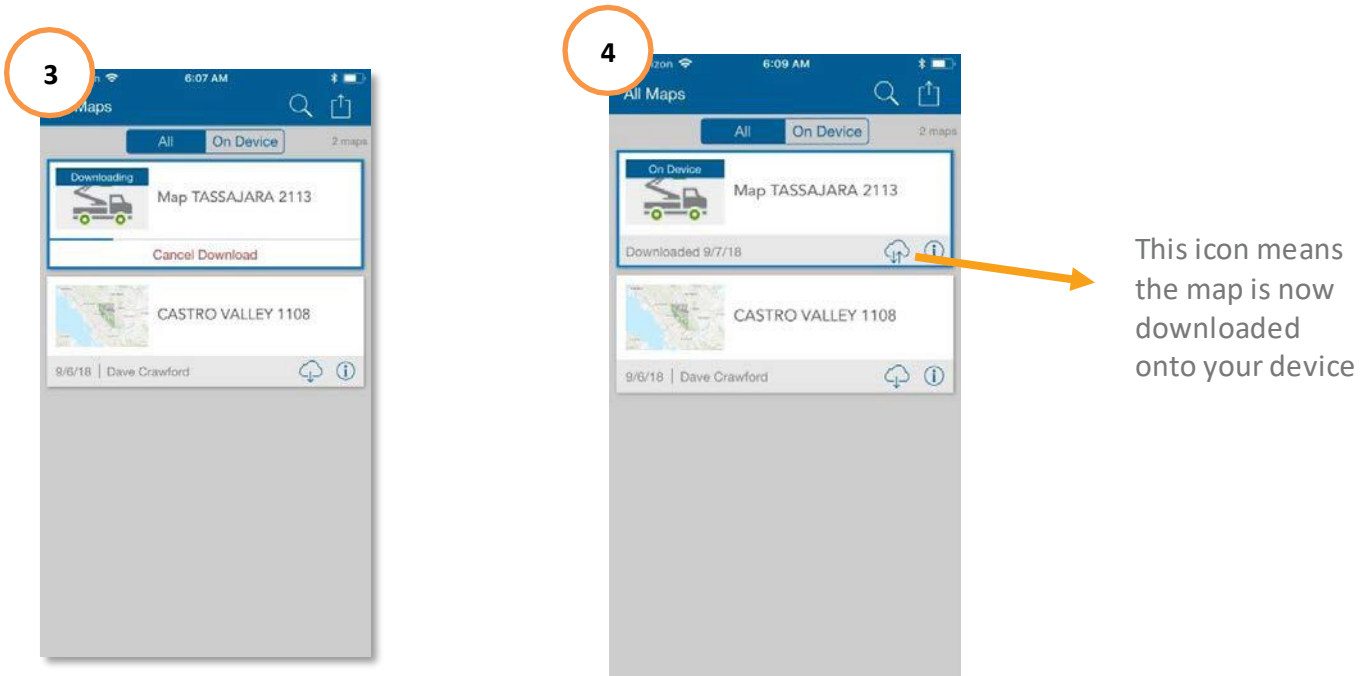 3
6:07 AM
Maps
All
On Device
2 maps
Downloading
Map TASSAJARA 2113
Cancel Download
CASTRO VALLEY 1108
9/6/18 | Dave Crawford
4
6:09 AM
All Maps
All
On Device
2 maps
On Device
Map TASSAJARA 2113
Downloaded 9/7/18
CASTRO VALLEY 1108
9/6/18 | Dave Crawford
This icon means
the map is now
downloaded
onto your device